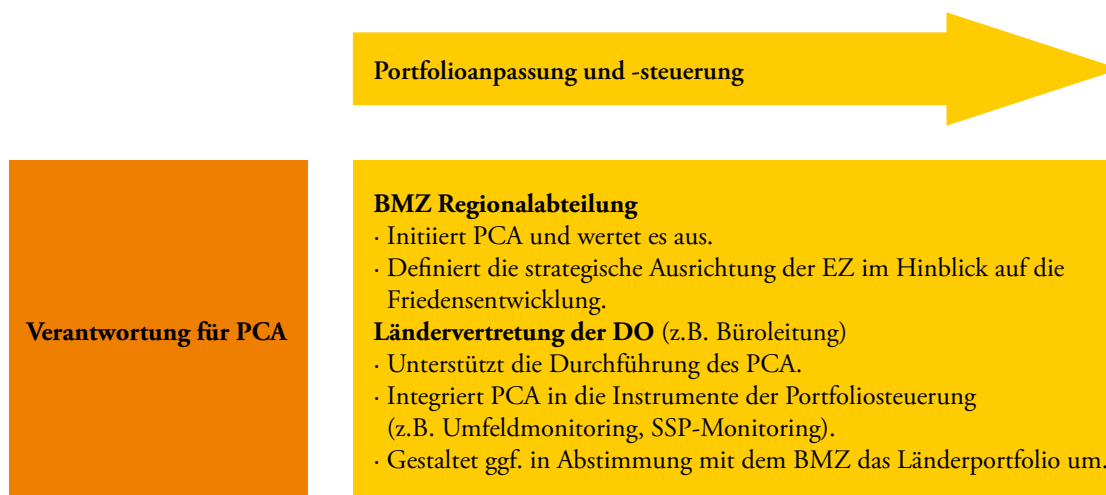 Portfolioanpassung und -steuerung
Verantwortung für PCA
BMZ Regionalabteilung
· Initiiert PCA und wertet es aus.
· Definiert die strategische Ausrichtung der EZ im Hinblick auf die
Friedensentwicklung.
Ländervertretung der DO (z.B. Büroleitung)
· Unterstützt die Durchführung des PCA.
· Integriert PCA in die Instrumente der Portfoliosteuerung
(z.B. Umfeldmonitoring, SSP-Monitoring).
· Gestaltet ggf. in Abstimmung mit dem BMZ das Länderportfolio um.